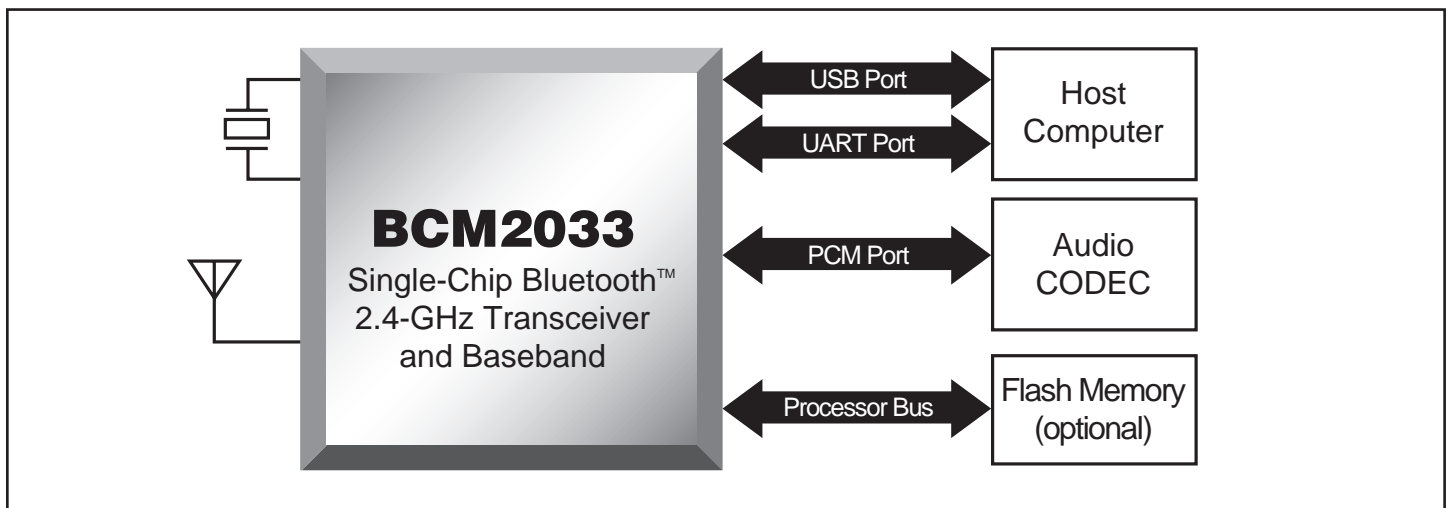 BCM2033
Single-Chip Bluetooth™
2.4-GHz Transceiver
and Baseband
USB Port
UART Port
PCM Port
Processor Bus
Host
Computer
Audio
CODEC
Flash Memory
(optional)